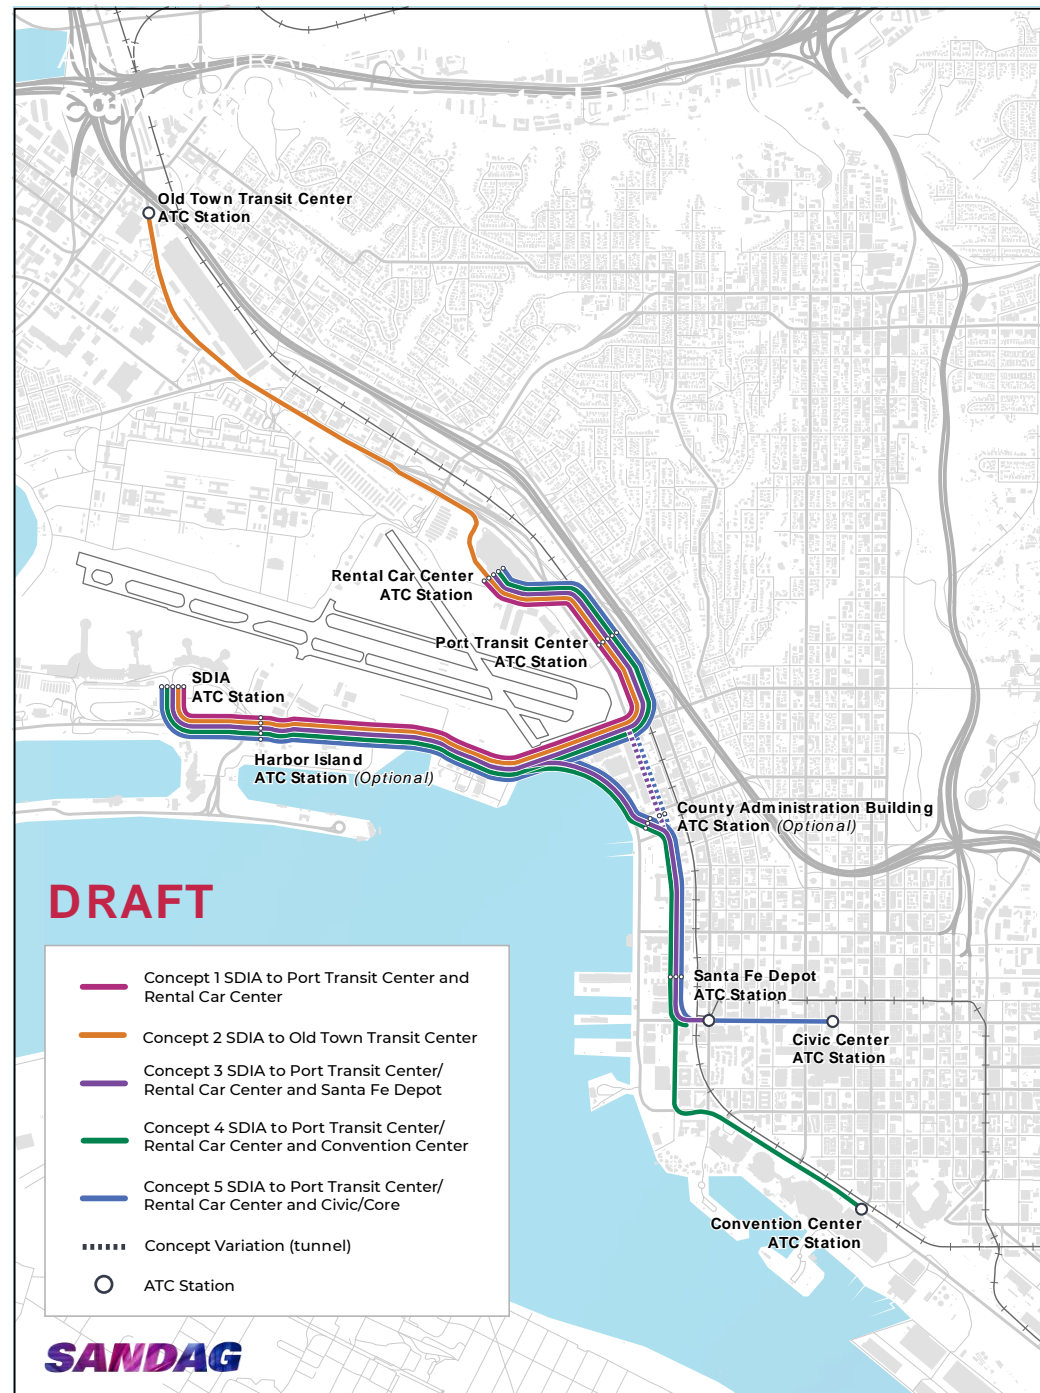 Old Town Transit Center
ATC Station
Rental Car Center
ATC Station
Port Transit Center
ATC Station
SDIA
ATC Station
Harbor Island
ATC Station (Optional)
County Administration Building
ATC Station (Optional)
DRAFT
Santa Fe Depot
ATC Station
Civic Center
ATC Station
Convention Center
ATC Station
Concept 1 SDIA to Port Transit Center and
Rental Car Center
Concept 2 SDIA to Old Town Transit Center
Concept 3 SDIA to Port Transit Center/
Rental Car Center and Santa Fe Depot
Concept 4 SDIA to Port Transit Center/
Rental Car Center and Convention Center
Concept 5 SDIA to Port Transit Center/
Rental Car Center and Civic/Core
Concept Variation (tunnel)
ATC Station
SANDAG